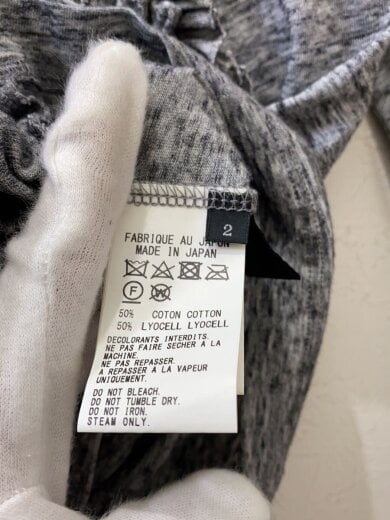 2
FABRIQUE AU JAPON
MADE IN JAPAN
F W
50% COTON COTTON
50% LYOCELL LYOCELL
DECOLORANTS INTERDITS.
NE PAS FAIRE SECHER A LA
MACHINE.
NE PAS REPASSER.
A REPASSER A LA VAPEUR
UNIQUEMENT.
DO NOT BLEACH.
DO NOT TUMBLE DRY.
DO NOT IRON.
STEAM ONLY.